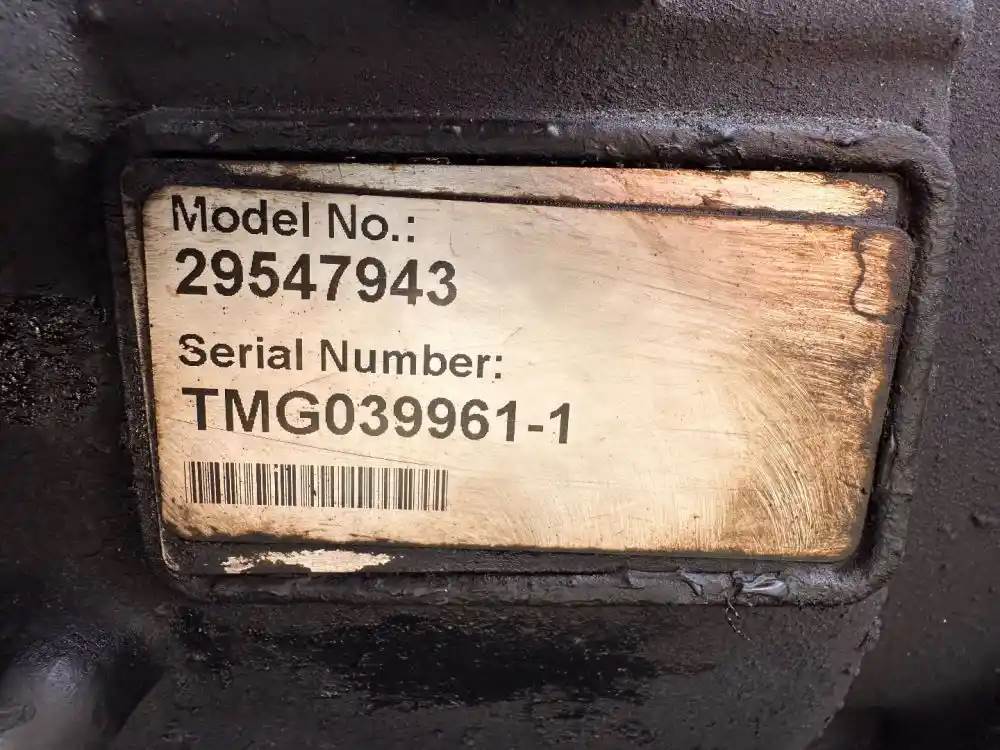 Model No.:
29547943
Serial Number:
TMG039961-1